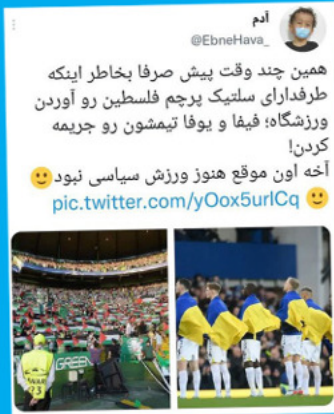 آدم
@EbneHava_
همین چند وقت پیش صرفا بخاطر اینکه
طرفدارای سلتیک پرچم فلسطین رو آوردن
ورزشگاه؛ فیفا و یوفا تیمشون رو جریمه
کردن!
آخه اون موقع هنوز ورزش سیاسی نبود🙂
🙂 pic.twitter.com/yOox5urlCq
GREEN